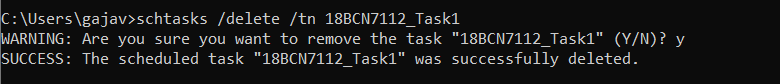 C:\Users\gajav>schtasks /delete /tn 18BCN7112_Task1
WARNING: Are you sure you want to remove the task "18BCN7112_Task1" (Y/N)? y
SUCCESS: The scheduled task "18BCN7112_Task1" was successfully deleted.